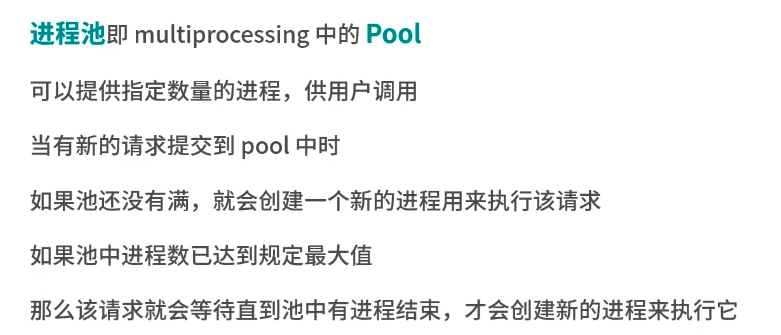 进程池即 multiprocessing 中的 Pool
可以提供指定数量的进程，供用户调用
当有新的请求提交到 pool 中时
如果池还没有满，就会创建一个新的进程用来执行该请求
如果池中进程数已达到规定最大值
那么该请求就会等待直到池中有进程结束，才会创建新的进程来执行它